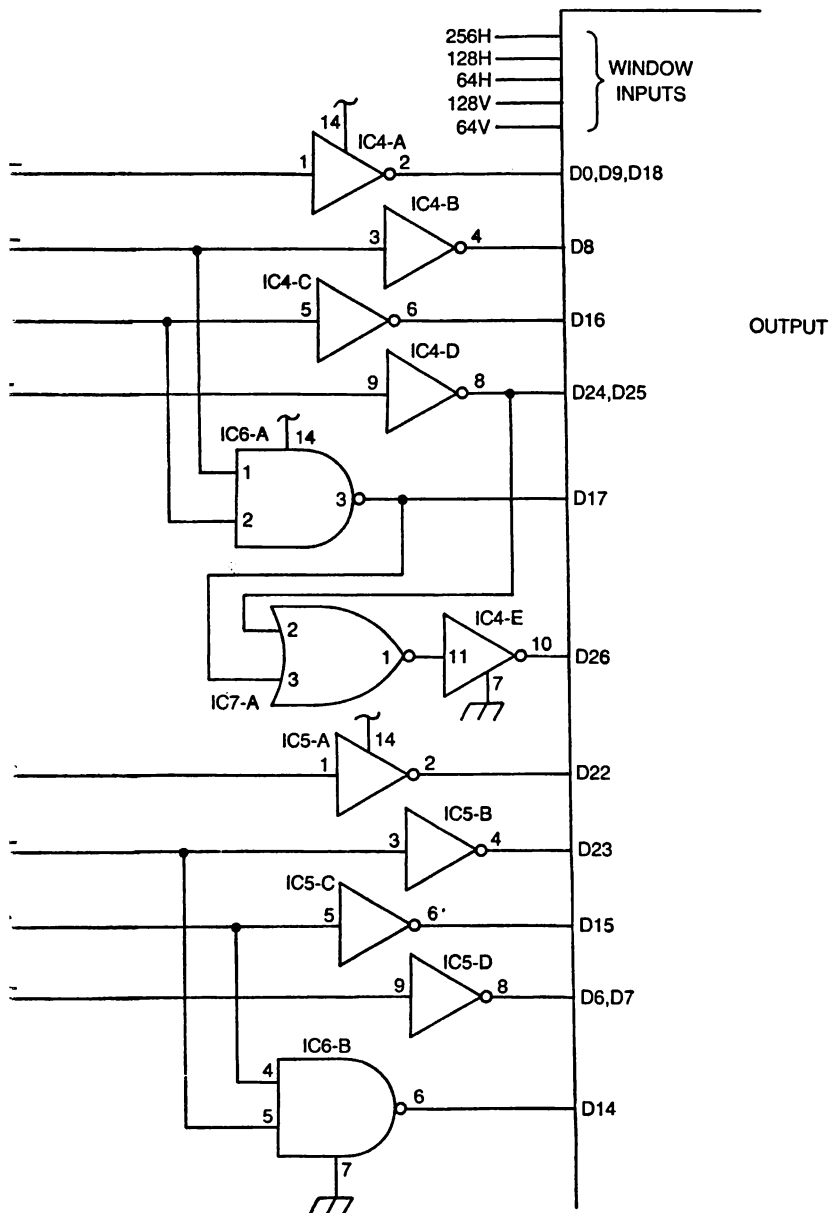 256H
128H
64H
128V
64V
WINDOW
INPUTS
14
IC4-A
1
2
D0,D9,D18
IC4-B
3
4
D8
IC4-C
5
6
D16
OUTPUT
IC4-D
9
8
D24,D25
IC6-A
14
1
2
3
D17
IC4-E
2
3
1
11
10
7
D26
IC7-A
IC5-A
14
1
2
D22
IC5-B
3
4
D23
IC5-C
5
6
D15
IC5-D
9
8
D6,D7
IC6-B
4
5
6
D14
7